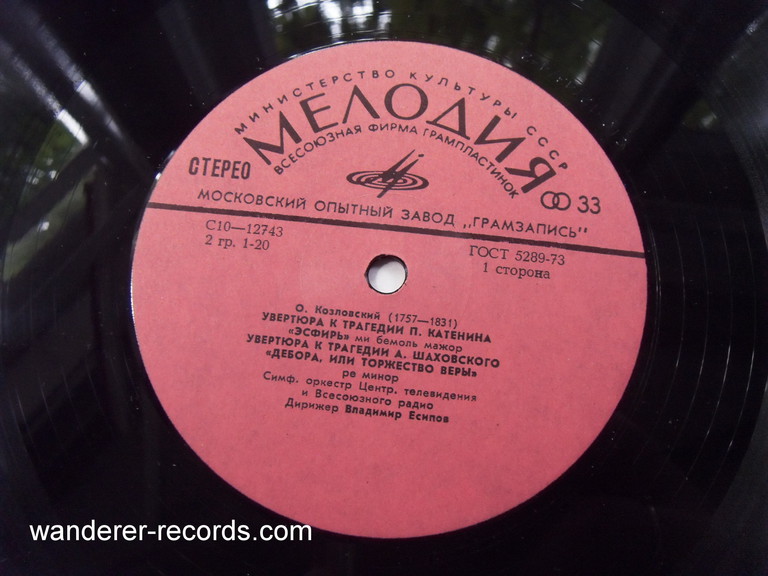 МИНИСТЕРСТВО КУЛЬТУРЫ СССР
МЕЛОДИЯ
ВСЕСОЮЗНАЯ ФИРМА ГРАМПЛАСТИНОК
СТЕРЕО
33
МОСКОВСКИЙ ОПЫТНЫЙ ЗАВОД „ГРАМЗАПИСЬ"
С10—12743
2 гр. 1-20
ГОСТ 5289-73
1 сторона
О. Козловский (1757—1831)
УВЕРТЮРА К ТРАГЕДИИ П. КАТЕНИНА
«ЭСФИРЬ» ми бемоль мажор
УВЕРТЮРА К ТРАГЕДИИ А. ШАХОВСКОГО
«ДЕБОРА, ИЛИ ТОРЖЕСТВО ВЕРЫ»
ре минор
Симф. оркестр Центр. телевидения
и Всесоюзного радио
Дирижер Владимир Есипов
wanderer-records.com